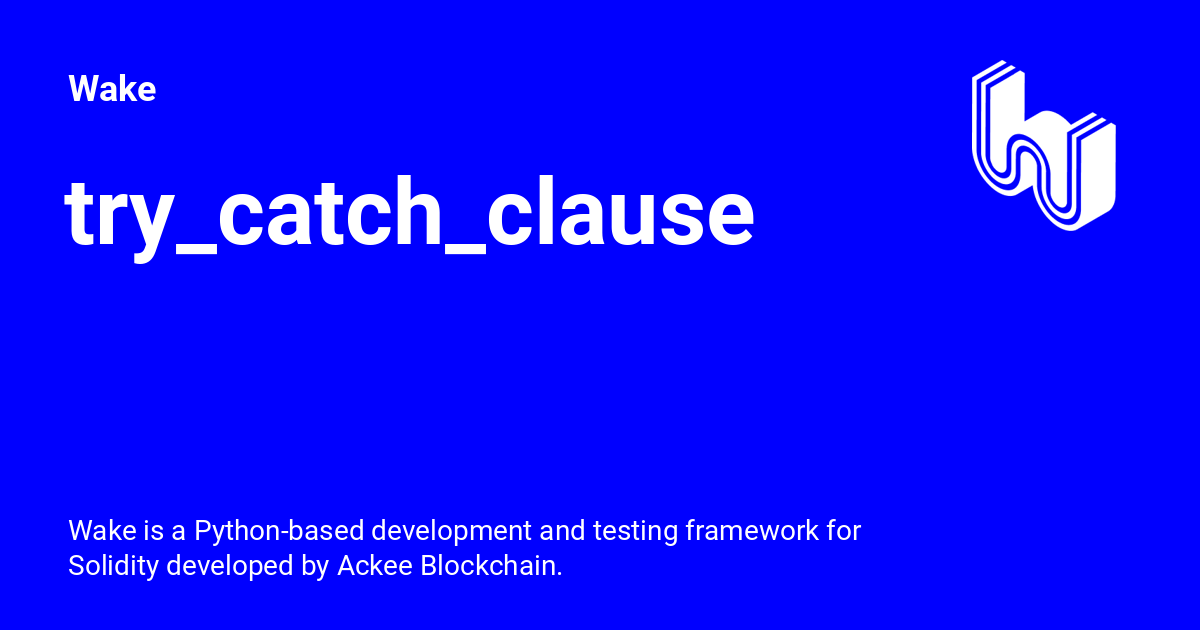 Wake
try_catch_clause
Wake is a Python-based development and testing framework for
Solidity developed by Ackee Blockchain.